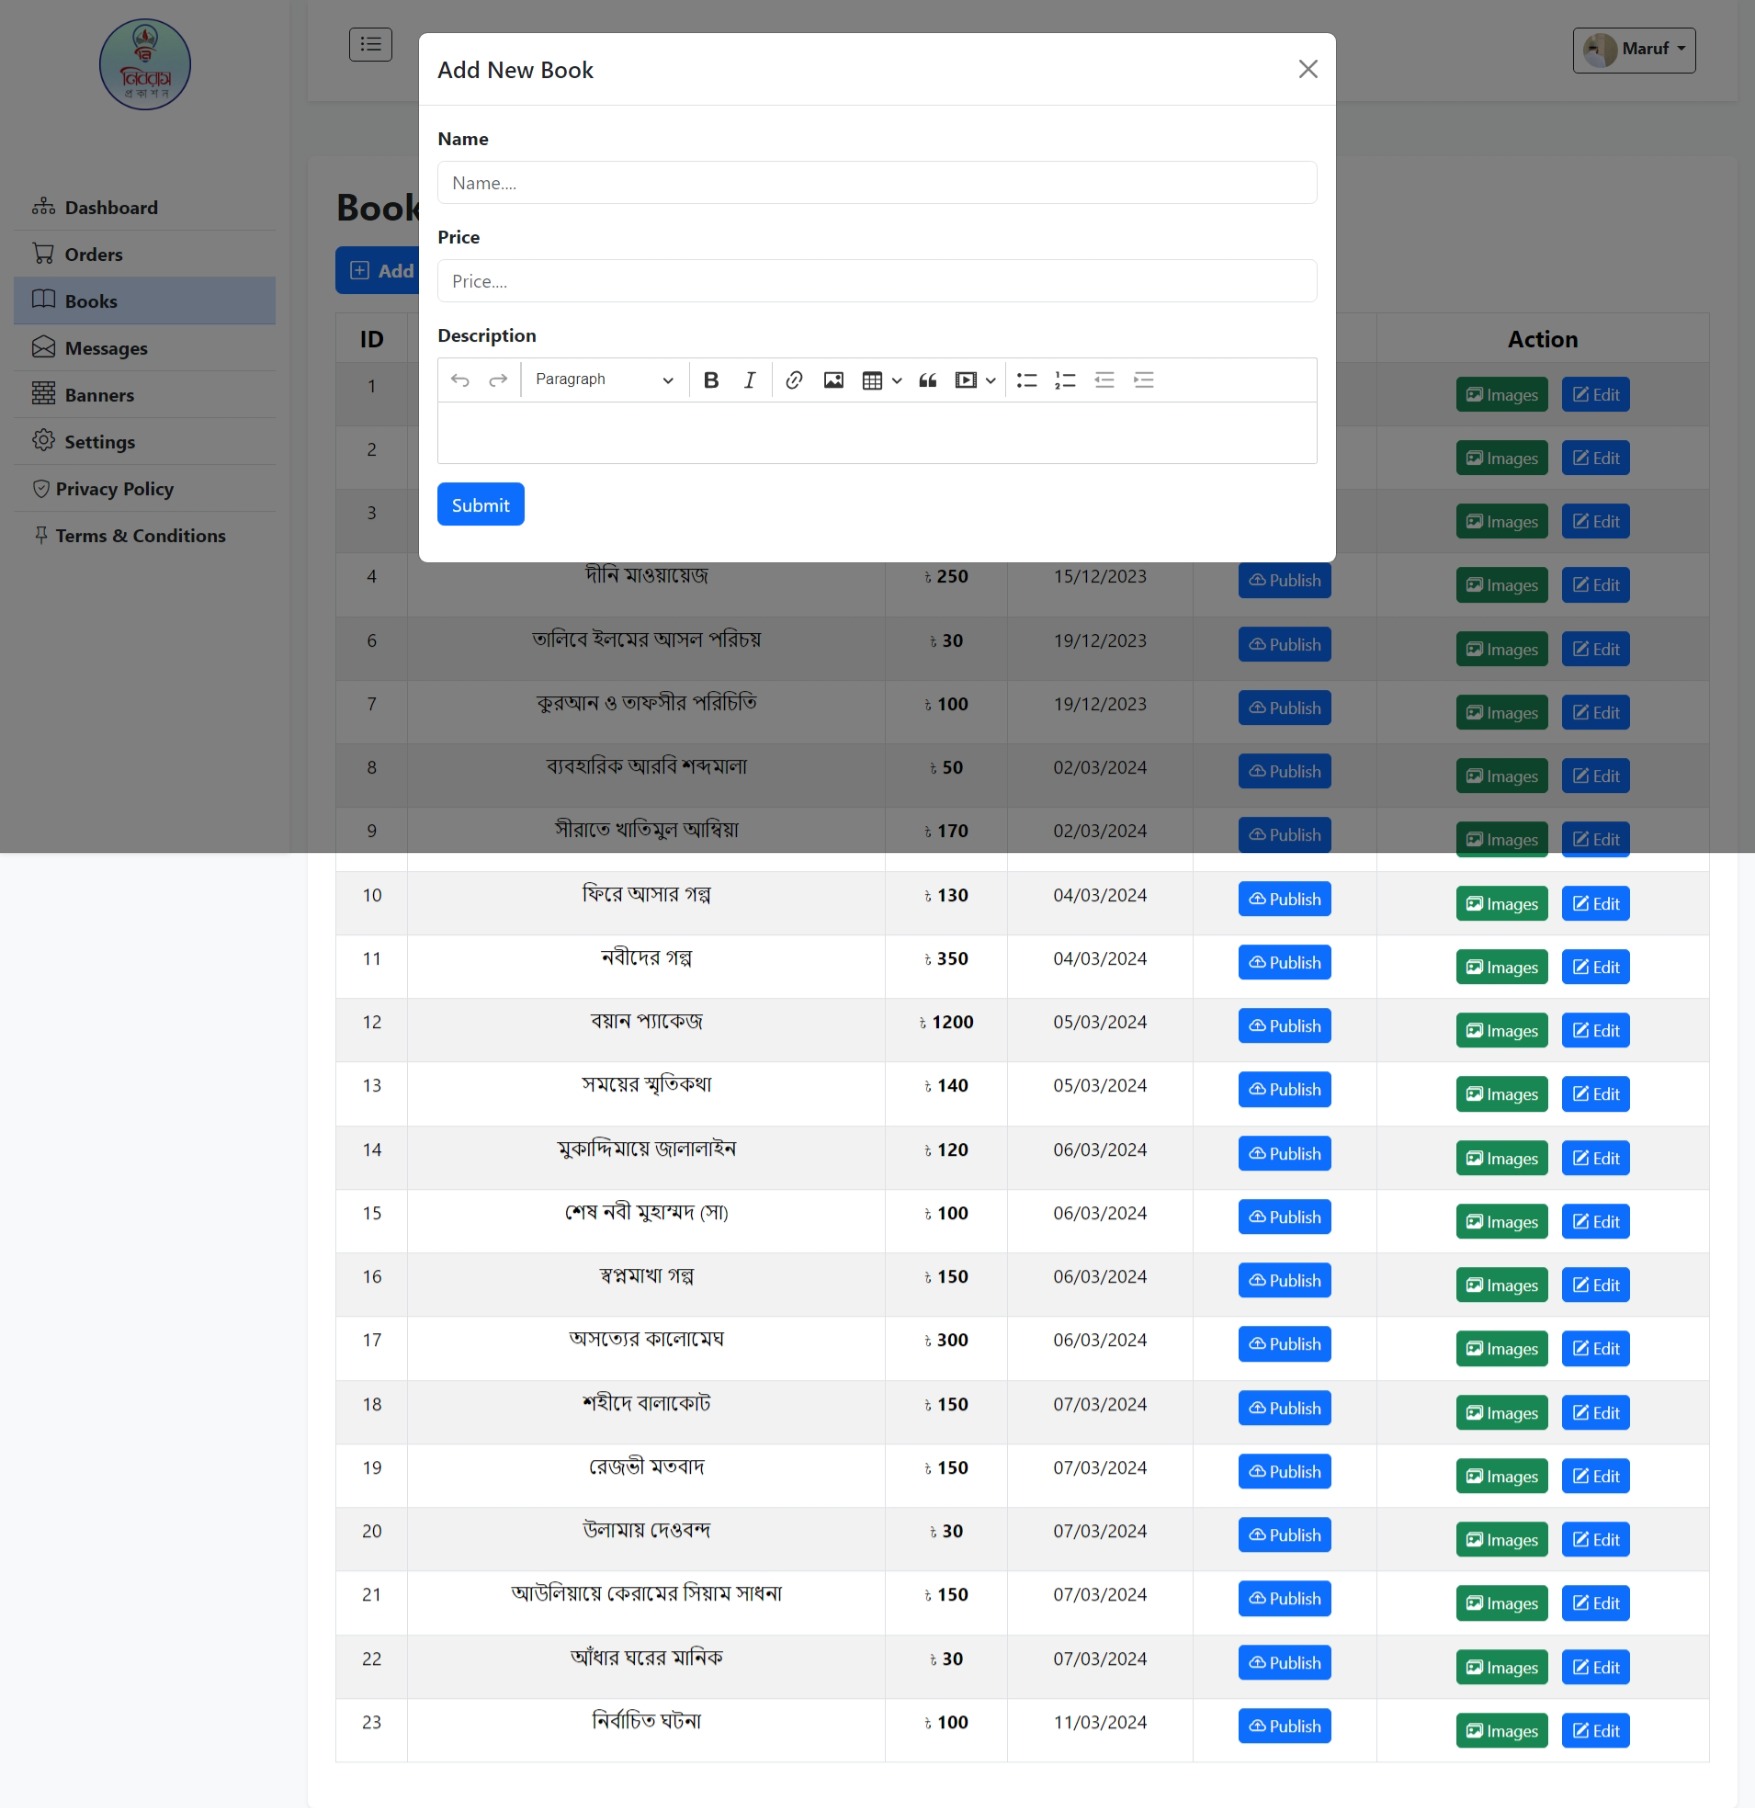 নিবরাস
প্রকাশন
Dashboard
Orders
Books
Messages
Banners
Settings
Privacy Policy
Terms & Conditions
Maruf
Book
Add
Add New Book
Name
Name....
Price
Price....
Description
Paragraph
Submit
ID Action
1 Images Edit
2 Images Edit
3 Images Edit
4 দীনি মাওয়ায়েজ ৳ 250 15/12/2023 Publish Images Edit
6 তালিবে ইলমের আসল পরিচয় ৳ 30 19/12/2023 Publish Images Edit
7 কুরআন ও তাফসীর পরিচিতি ৳ 100 19/12/2023 Publish Images Edit
8 ব্যবহারিক আরবি শব্দমালা ৳ 50 02/03/2024 Publish Images Edit
9 সীরাতে খাতিমুল আম্বিয়া ৳ 170 02/03/2024 Publish Images Edit
10 ফিরে আসার গল্প ৳ 130 04/03/2024 Publish Images Edit
11 নবীদের গল্প ৳ 350 04/03/2024 Publish Images Edit
12 বয়ান প্যাকেজ ৳ 1200 05/03/2024 Publish Images Edit
13 সময়ের স্মৃতিকথা ৳ 140 05/03/2024 Publish Images Edit
14 মুকাদ্দিমায়ে জালালাইন ৳ 120 06/03/2024 Publish Images Edit
15 শেষ নবী মুহাম্মদ (সা) ৳ 100 06/03/2024 Publish Images Edit
16 স্বপ্নমাখা গল্প ৳ 150 06/03/2024 Publish Images Edit
17 অসত্যের কালোমেঘ ৳ 300 06/03/2024 Publish Images Edit
18 শহীদে বালাকোট ৳ 150 07/03/2024 Publish Images Edit
19 রেজভী মতবাদ ৳ 150 07/03/2024 Publish Images Edit
20 উলামায় দেওবন্দ ৳ 30 07/03/2024 Publish Images Edit
21 আউলিয়ায়ে কেরামের সিয়াম সাধনা ৳ 150 07/03/2024 Publish Images Edit
22 আঁধার ঘরের মানিক ৳ 30 07/03/2024 Publish Images Edit
23 নির্বাচিত ঘটনা ৳ 100 11/03/2024 Publish Images Edit